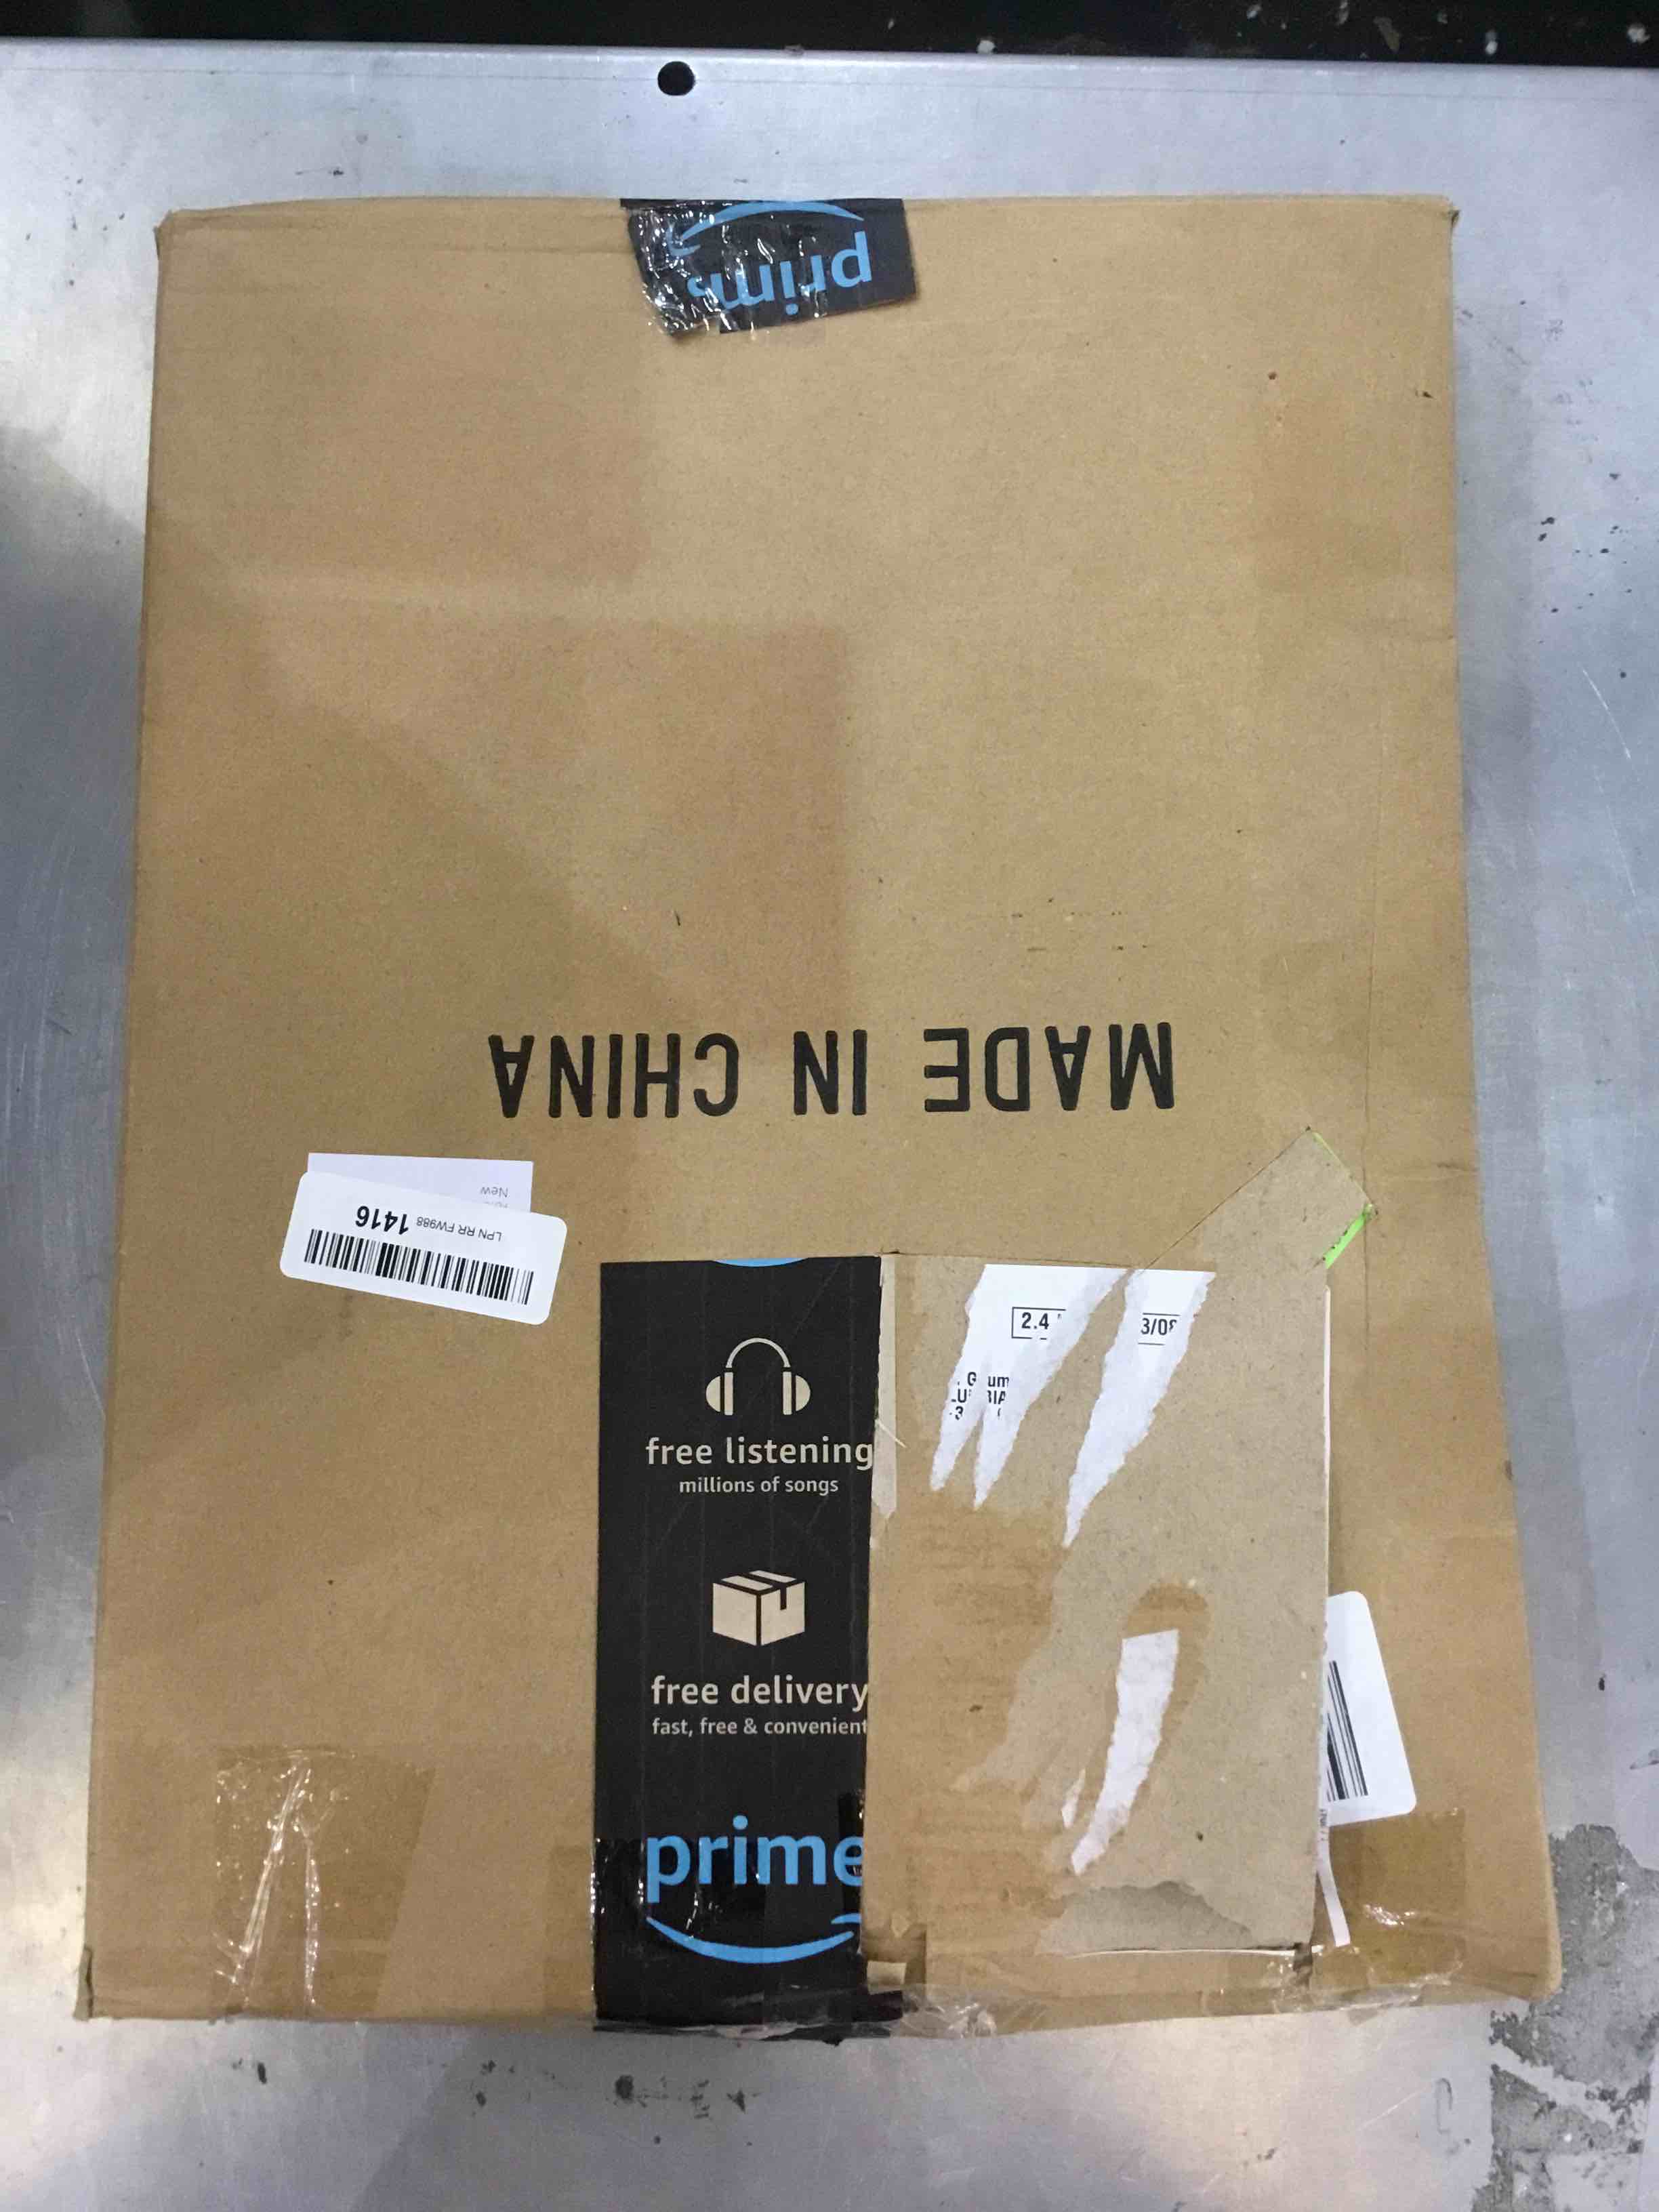 prime
MADE IN CHINA
New
LPN RR FW988 1416
2.4
3/08
free listening
millions of songs
free delivery
fast, free & convenient
prime